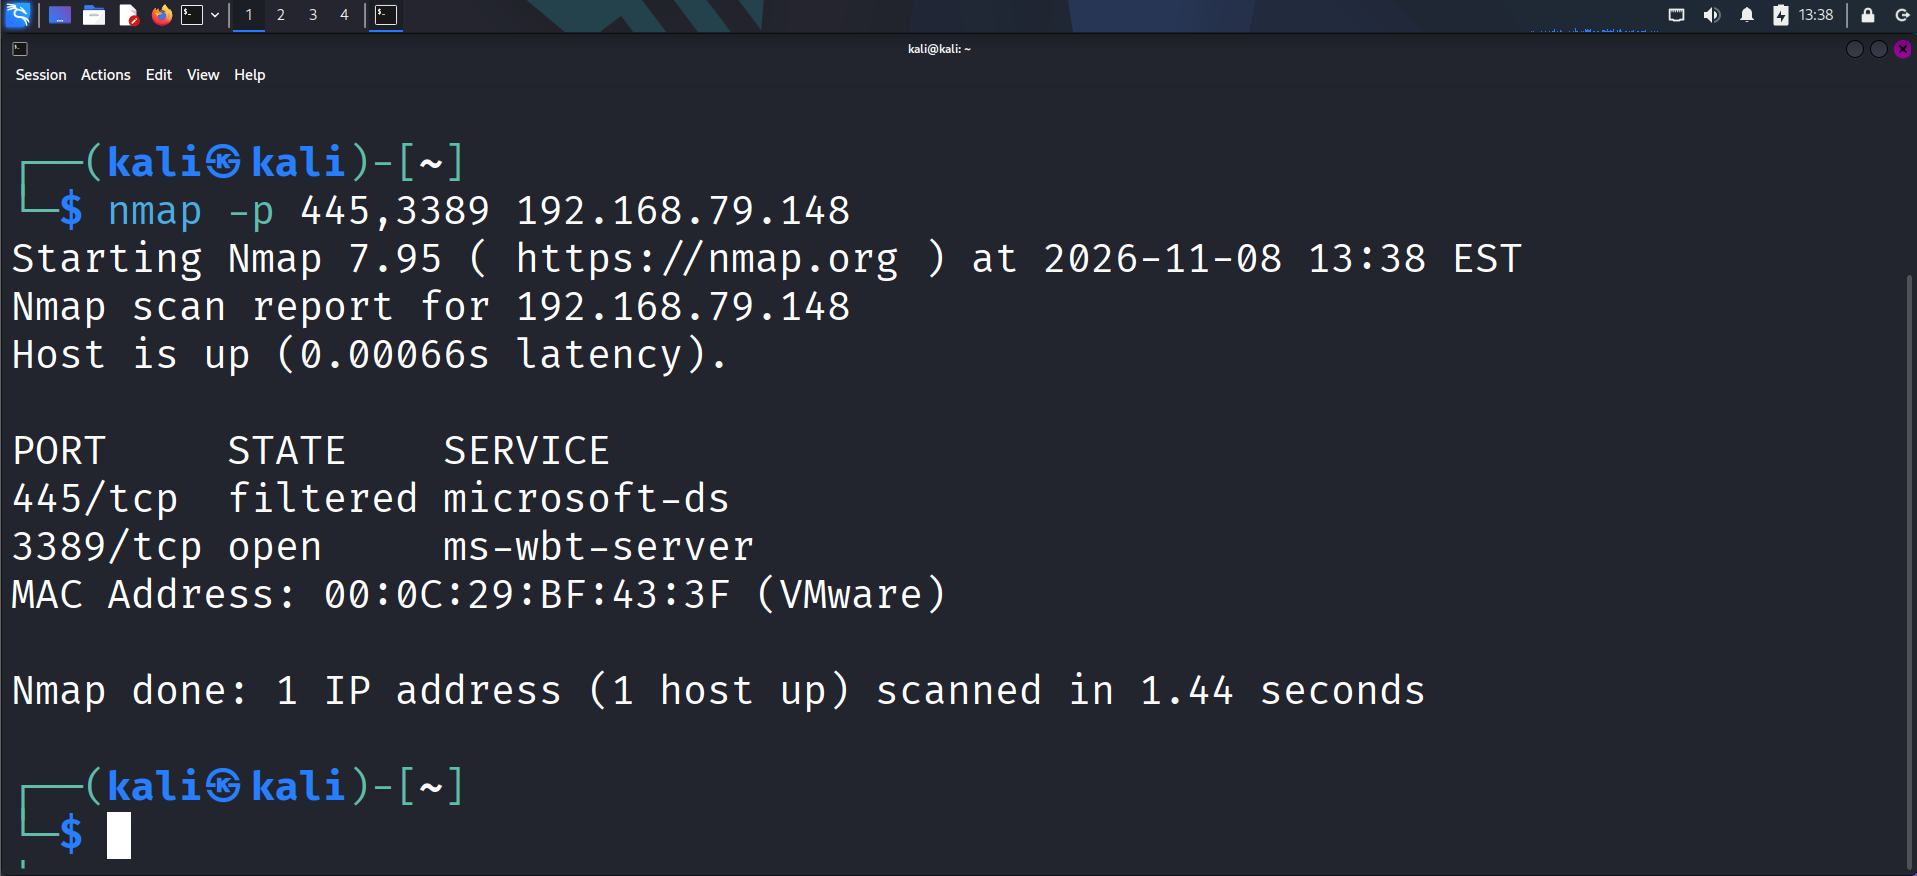 1 2 3 4 13:38
kali@kali: ~
Session Actions Edit View Help
┌──(kali㉿kali)-[~]
└─$ nmap -p 445,3389 192.168.79.148
Starting Nmap 7.95 ( https://nmap.org ) at 2026-11-08 13:38 EST
Nmap scan report for 192.168.79.148
Host is up (0.00066s latency).
PORT     STATE    SERVICE
445/tcp  filtered microsoft-ds
3389/tcp open     ms-wbt-server
MAC Address: 00:0C:29:BF:43:3F (VMware)
Nmap done: 1 IP address (1 host up) scanned in 1.44 seconds
┌──(kali㉿kali)-[~]
└─$